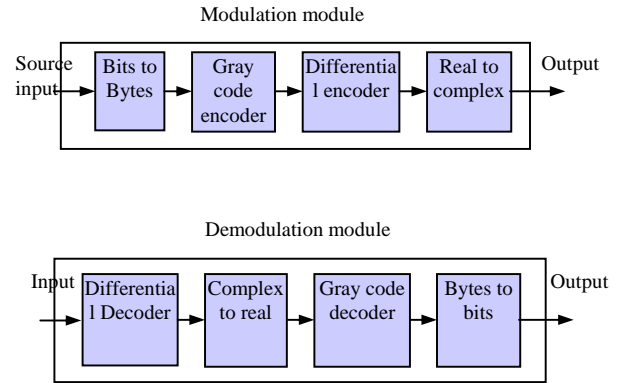 Modulation module
Source
input
Bits to
Bytes
Gray
code
encoder
Differentia
l encoder
Real to
complex
Output
Demodulation module
Input
Differentia
l Decoder
Complex
to real
Gray code
decoder
Bytes to
bits
Output